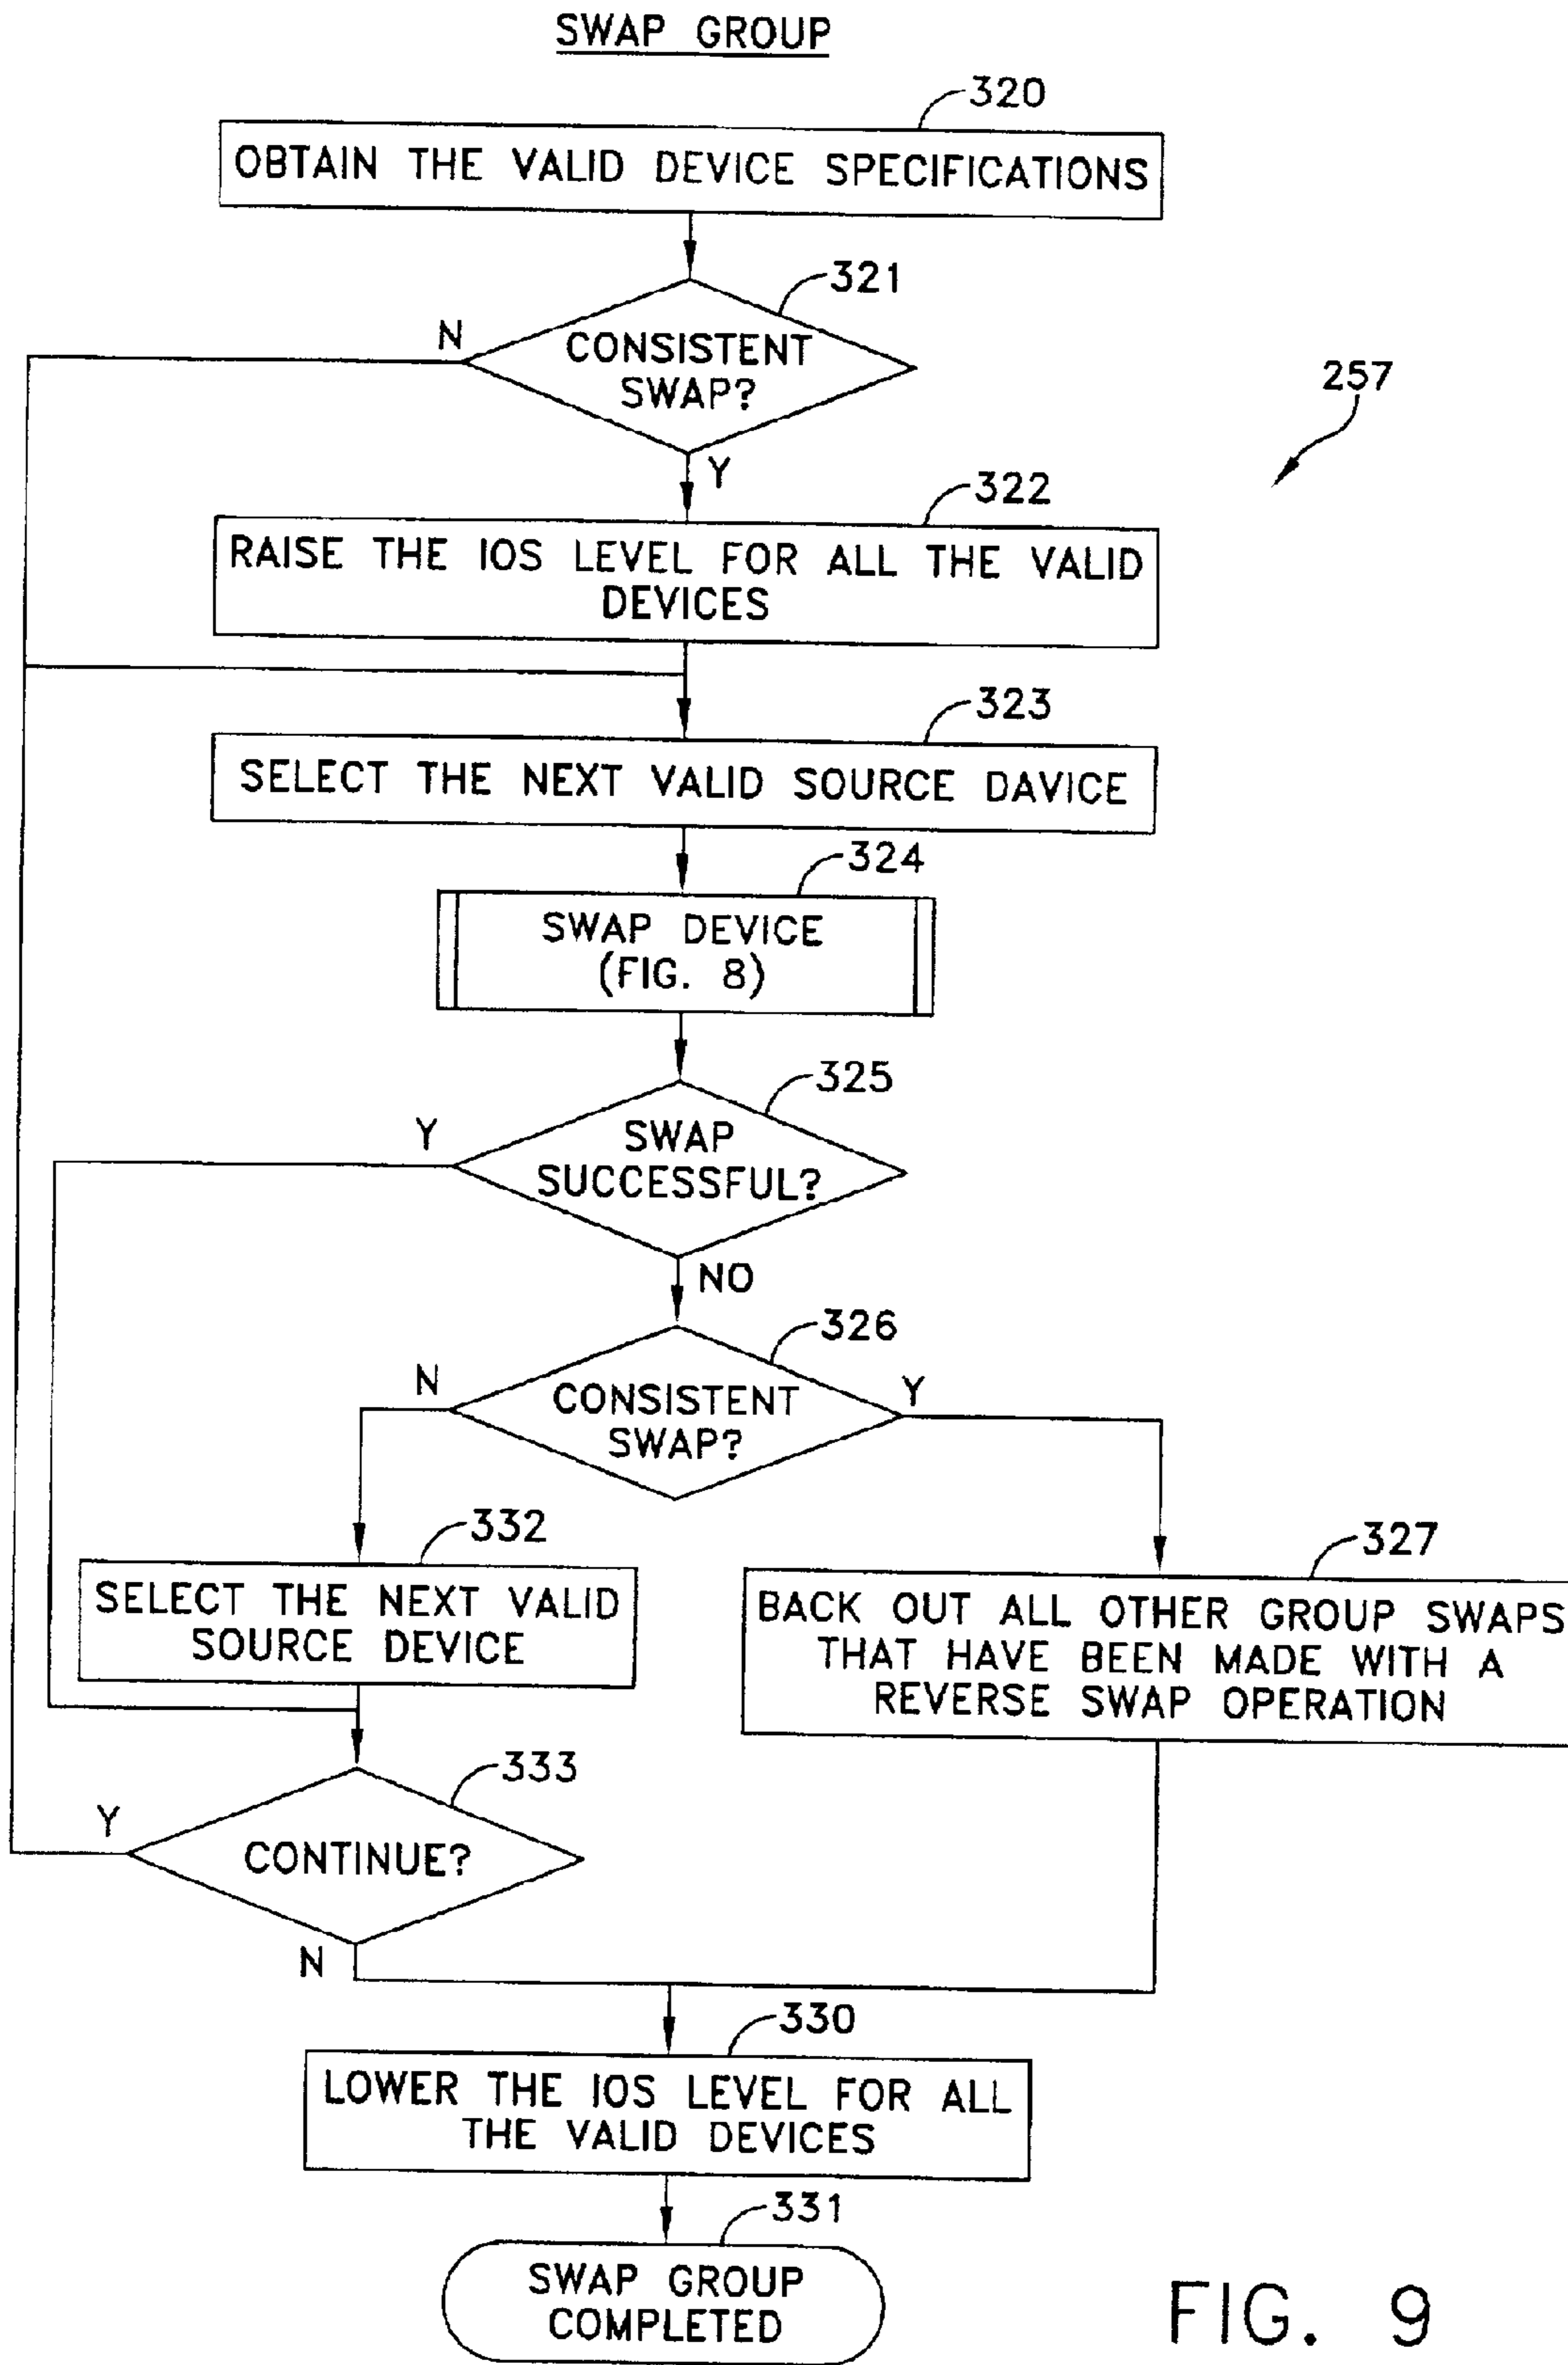 SWAP GROUP
320
OBTAIN THE VALID DEVICE SPECIFICATIONS
321
N
CONSISTENT
SWAP?
257
Y
322
RAISE THE IOS LEVEL FOR ALL THE VALID
DEVICES
323
SELECT THE NEXT VALID SOURCE DAVICE
324
SWAP DEVICE
(FIG. 8)
325
Y
SWAP
SUCCESSFUL?
NO
326
N
Y
CONSISTENT
SWAP?
332
327
SELECT THE NEXT VALID
SOURCE DEVICE
BACK OUT ALL OTHER GROUP SWAPS
THAT HAVE BEEN MADE WITH A
REVERSE SWAP OPERATION
333
Y
CONTINUE?
N
330
LOWER THE IOS LEVEL FOR ALL
THE VALID DEVICES
331
SWAP GROUP
COMPLETED
FIG. 9